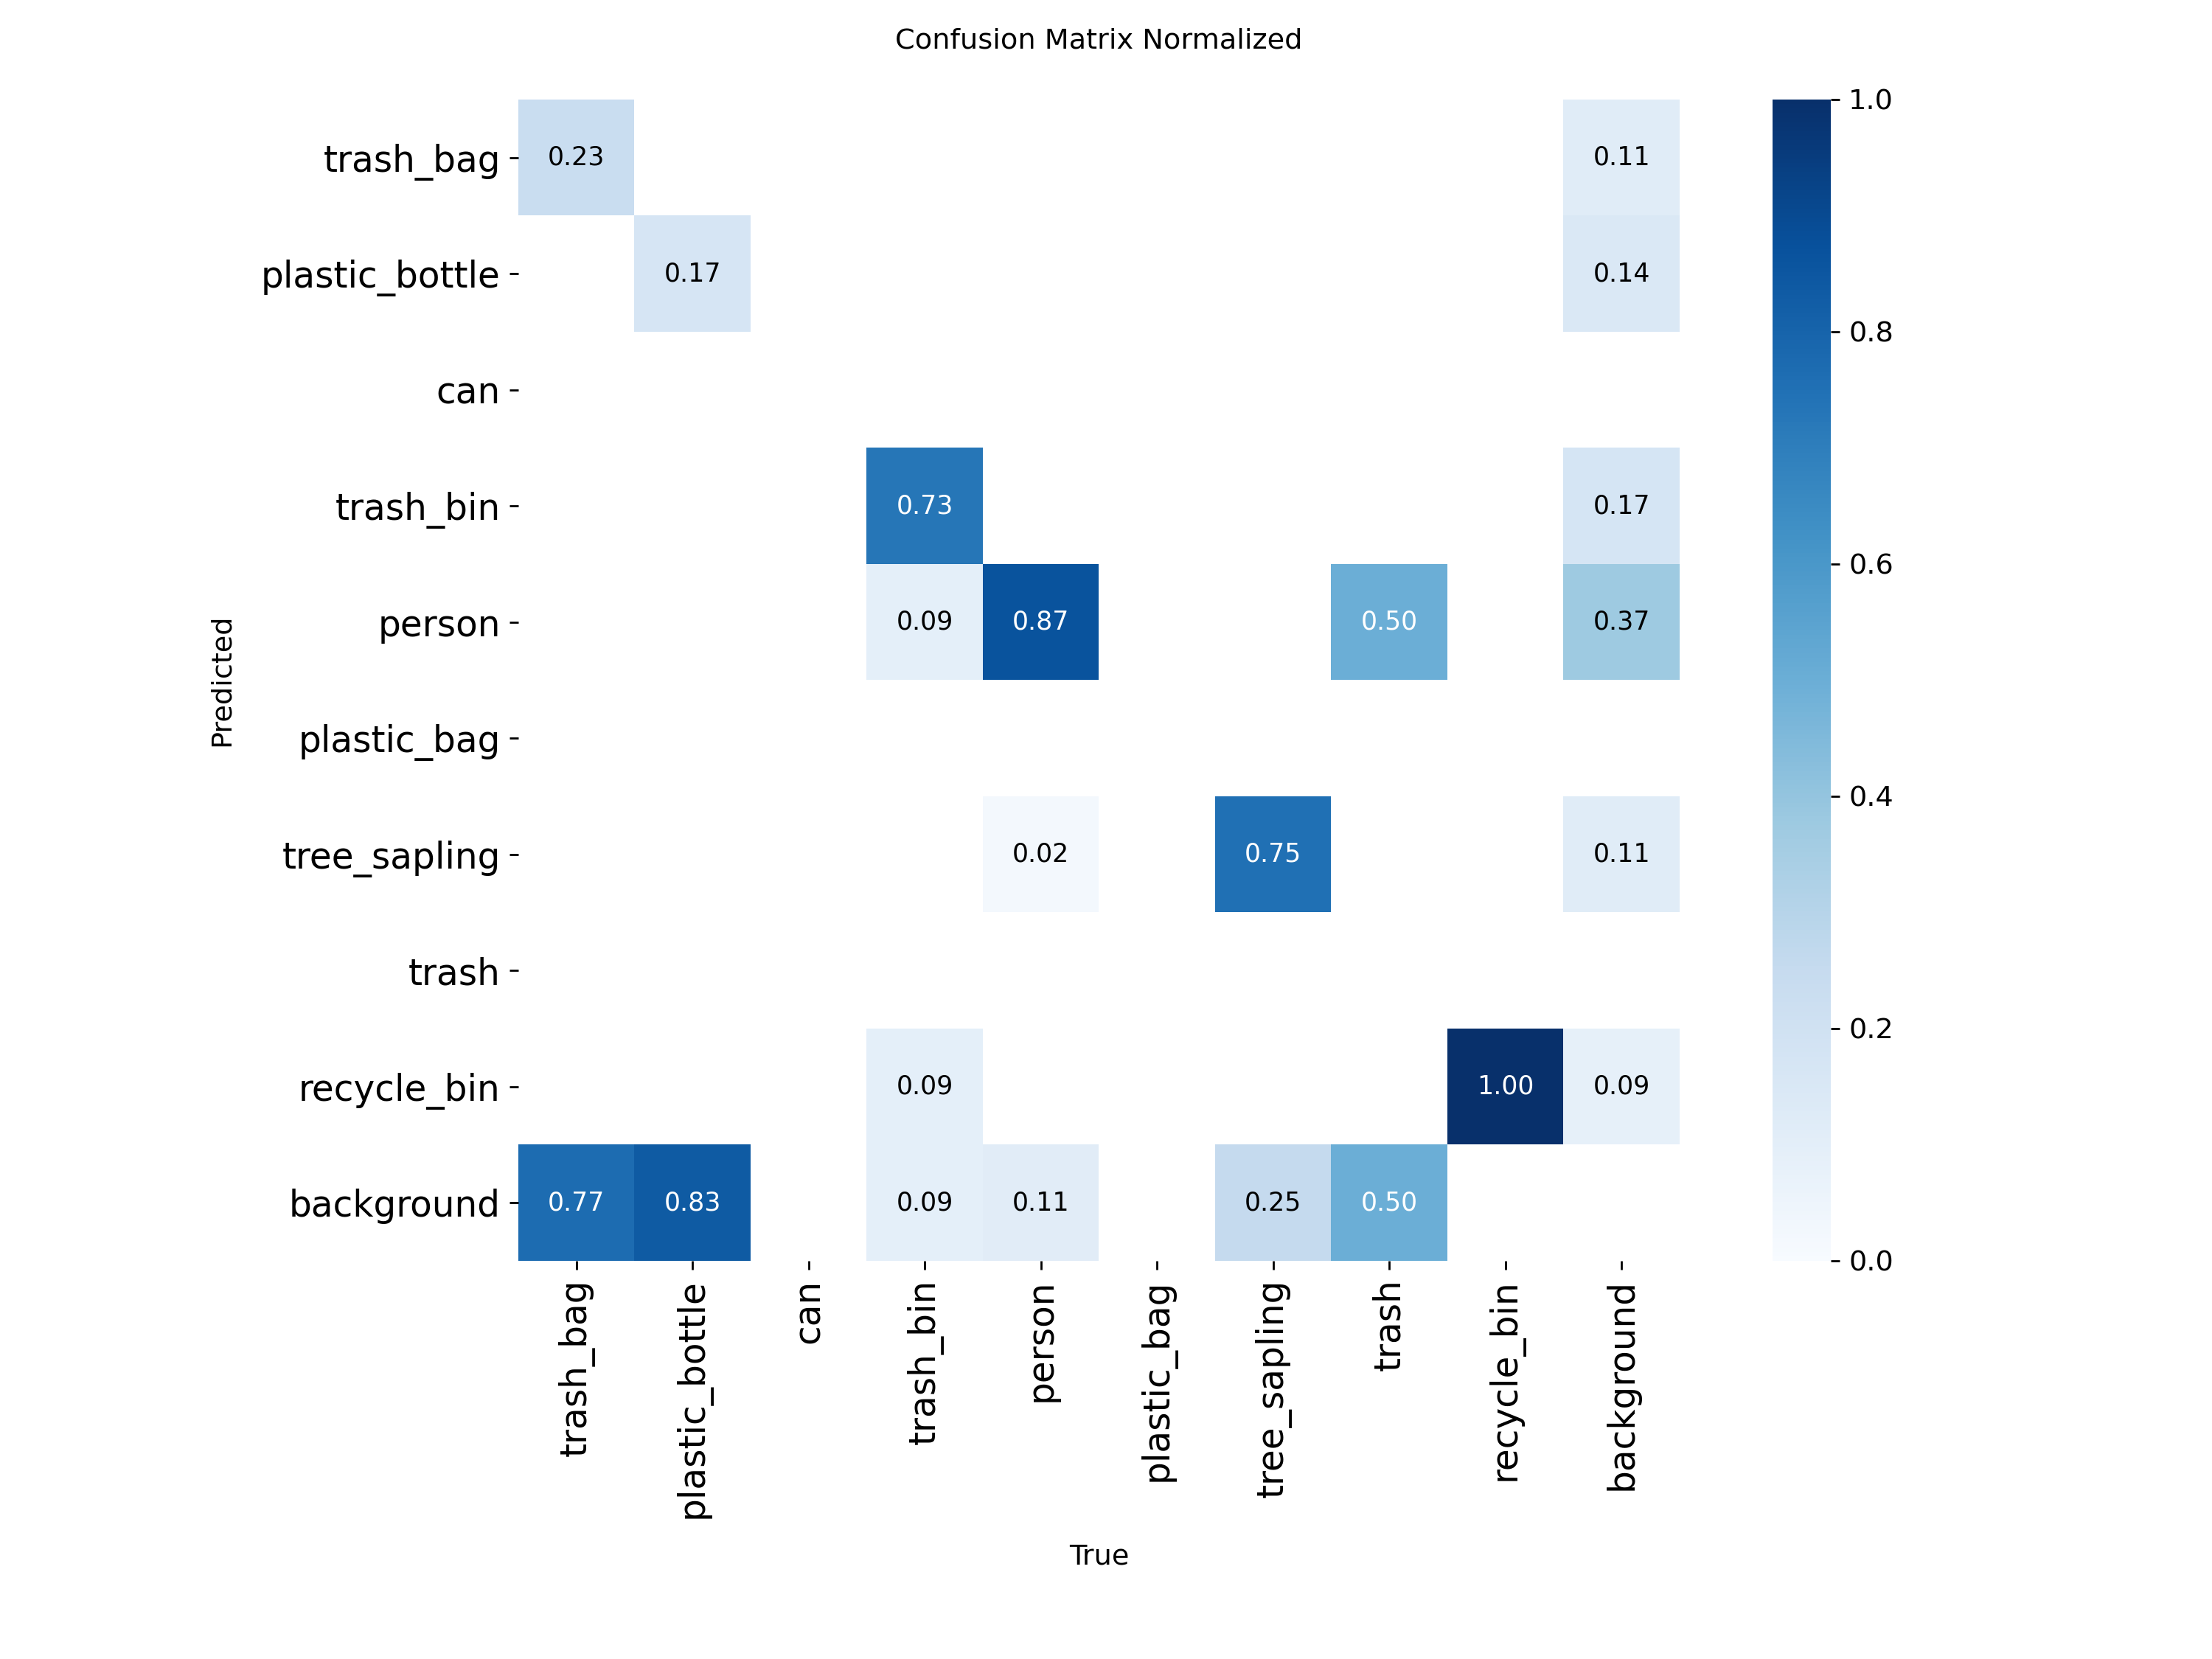 Confusion Matrix Normalized
trash_bag 0.23 0.11
plastic_bottle 0.17 0.14
can
trash_bin 0.73 0.17
person 0.09 0.87 0.50 0.37
plastic_bag
tree_sapling 0.02 0.75 0.11
trash
recycle_bin 0.09 1.00 0.09
background 0.77 0.83 0.09 0.11 0.25 0.50
Predicted
trash_bag
plastic_bottle
can
trash_bin
person
plastic_bag
tree_sapling
trash
recycle_bin
background
True
1.0
0.8
0.6
0.4
0.2
0.0